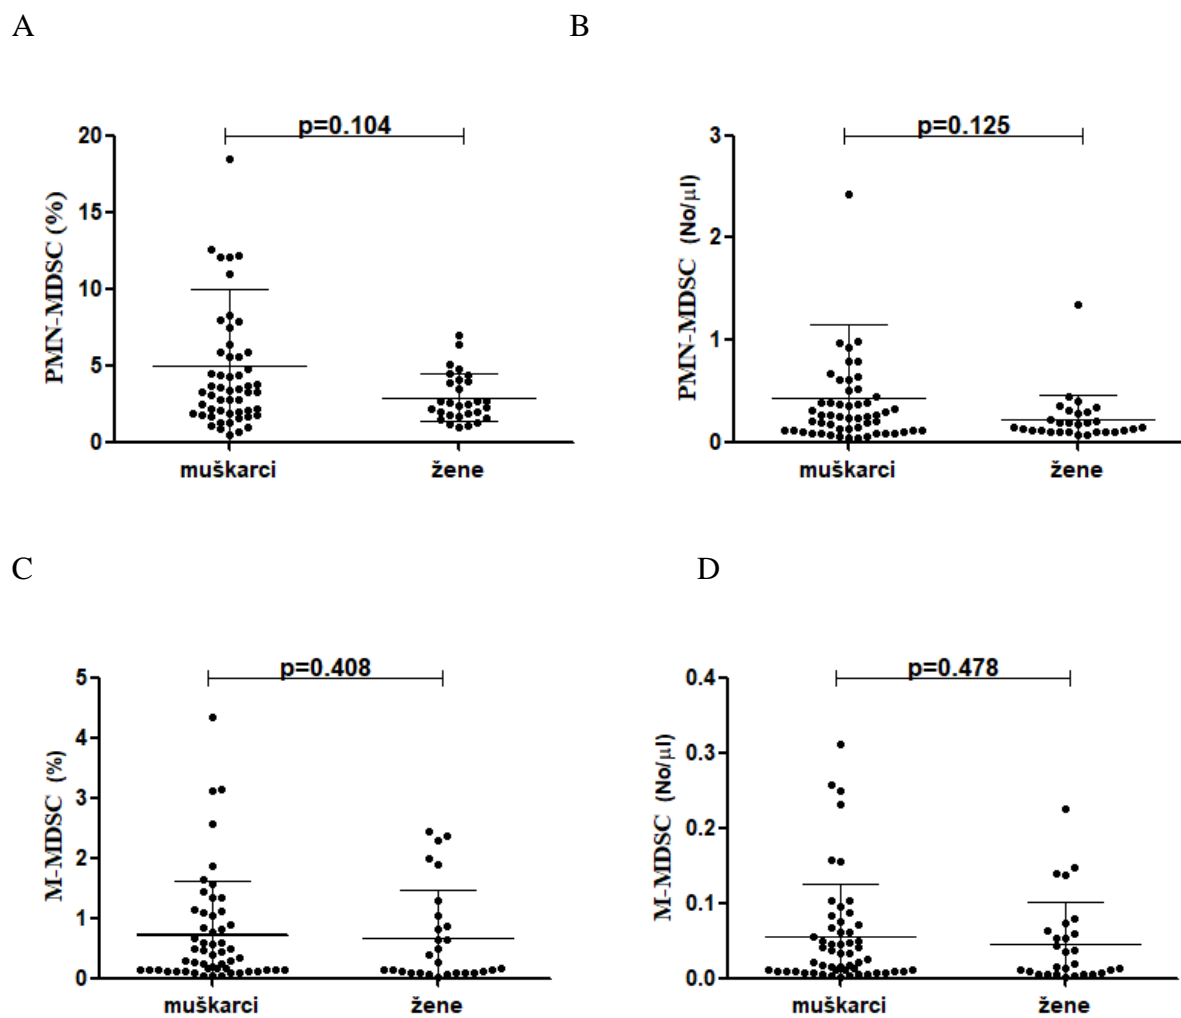 A
B
p=0.104
PMN-MDSC (%)
20
15
10
5
0
muškarci
žene
p=0.125
PMN-MDSC (No/μl)
3
2
1
0
muškarci
žene
C
D
p=0.408
M-MDSC (%)
5
4
3
2
1
0
muškarci
žene
p=0.478
M-MDSC (No/μl)
0.4
0.3
0.2
0.1
0.0
muškarci
žene